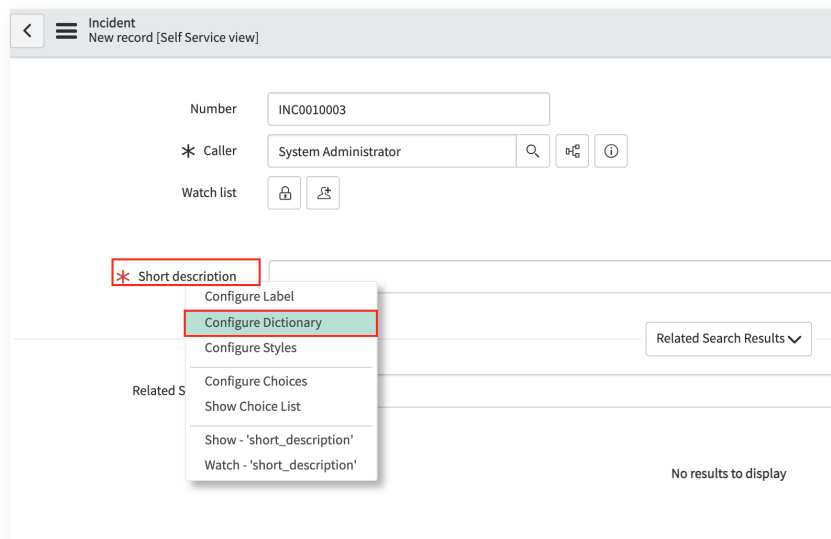 Incident
New record [Self Service view]
Number
INC0010003
Caller
System Administrator
Watch list
Short description
Configure Label
Configure Dictionary
Configure Styles
Related Search Results
Configure Choices
Related S
Show Choice List
Show - 'short_description'
Watch - 'short_description'
No results to display